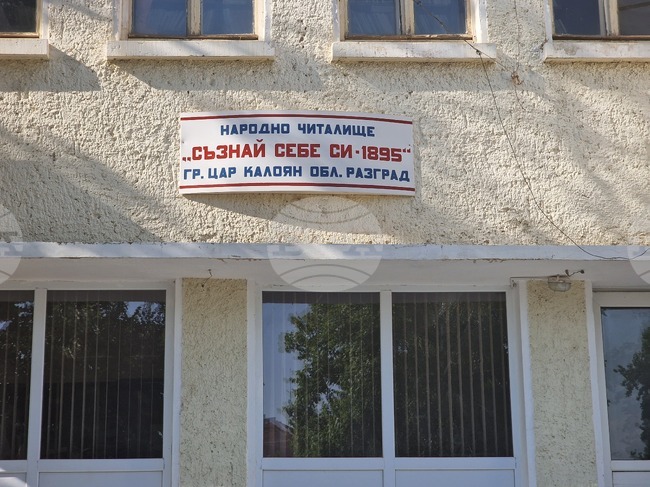 НАРОДНО ЧИТАЛИЩЕ
„СЪЗНАЙ СЕБЕ СИ-1895“
ГР. ЦАР КАЛОЯН ОБЛ. РАЗГРАД